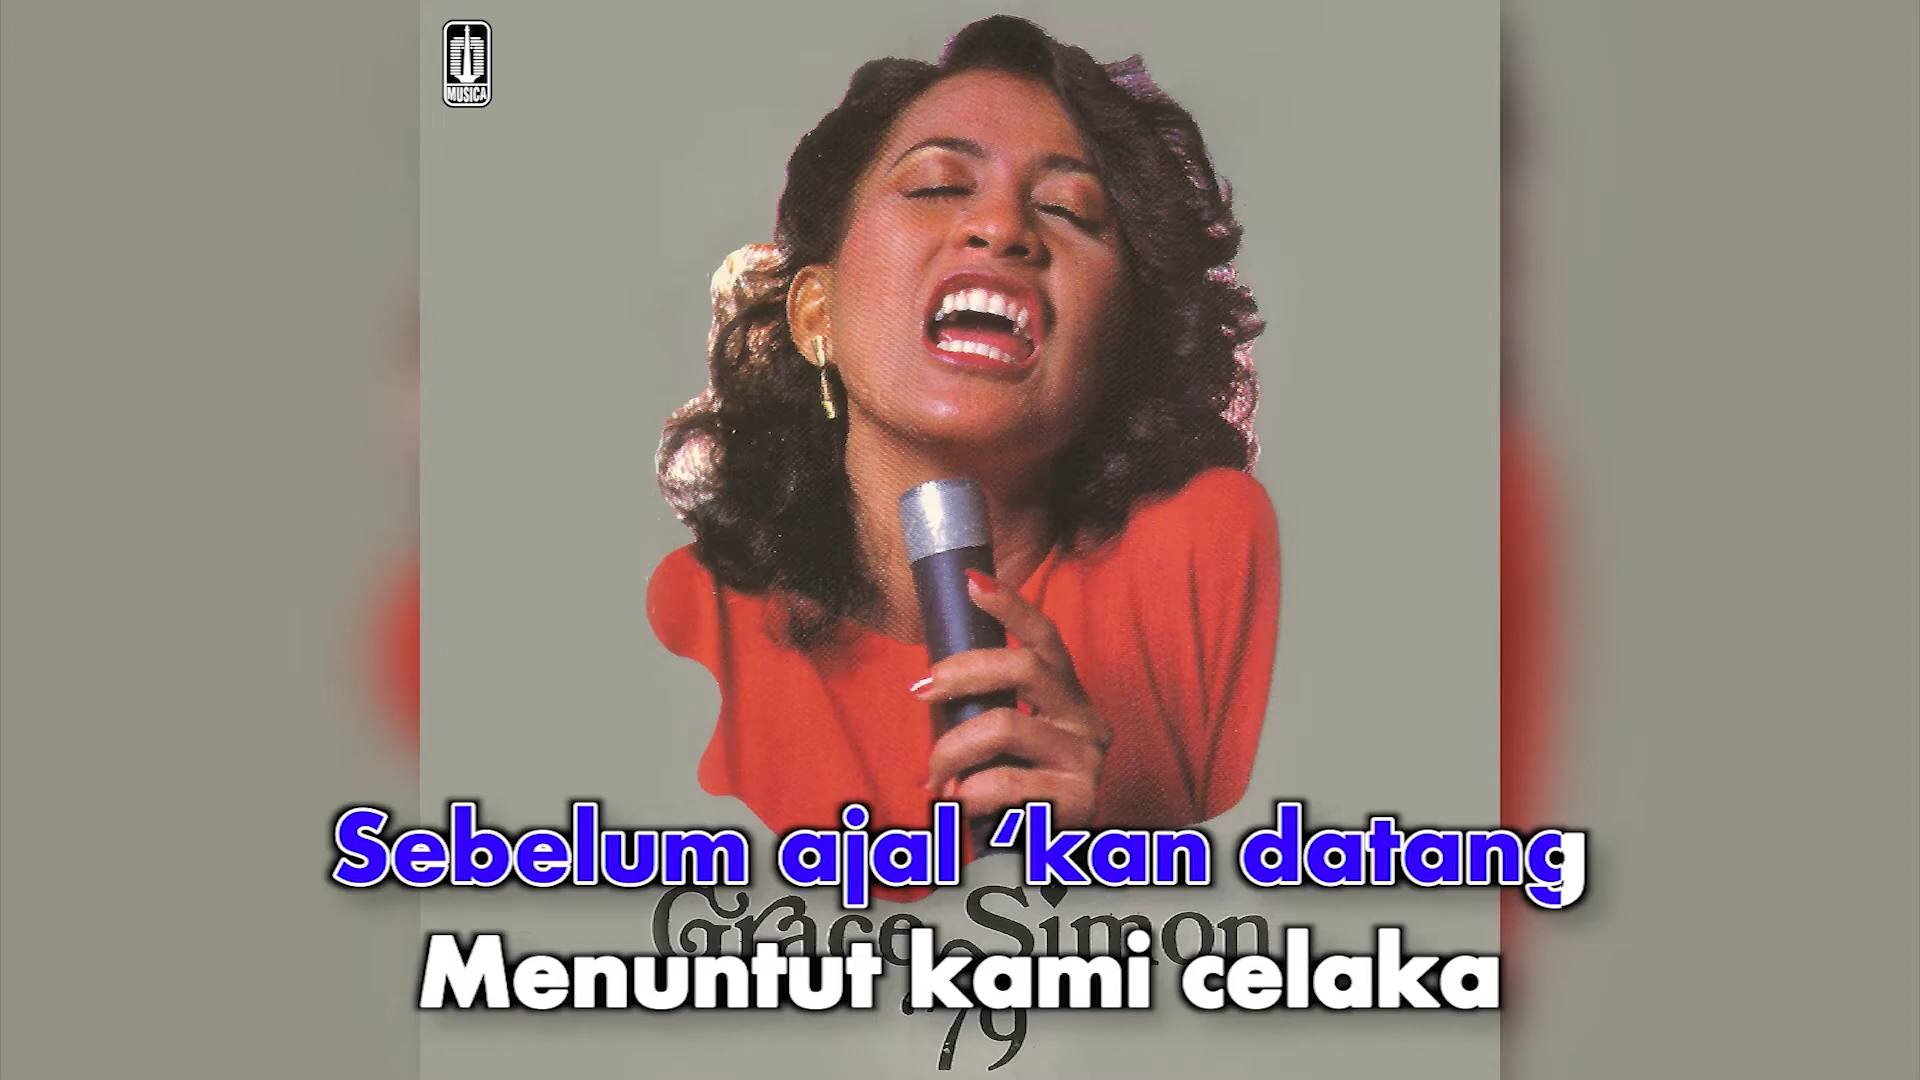 MUSICA
Sebelum ajal ‘kan datang
Grace Simon
Menuntut kami celaka
'79